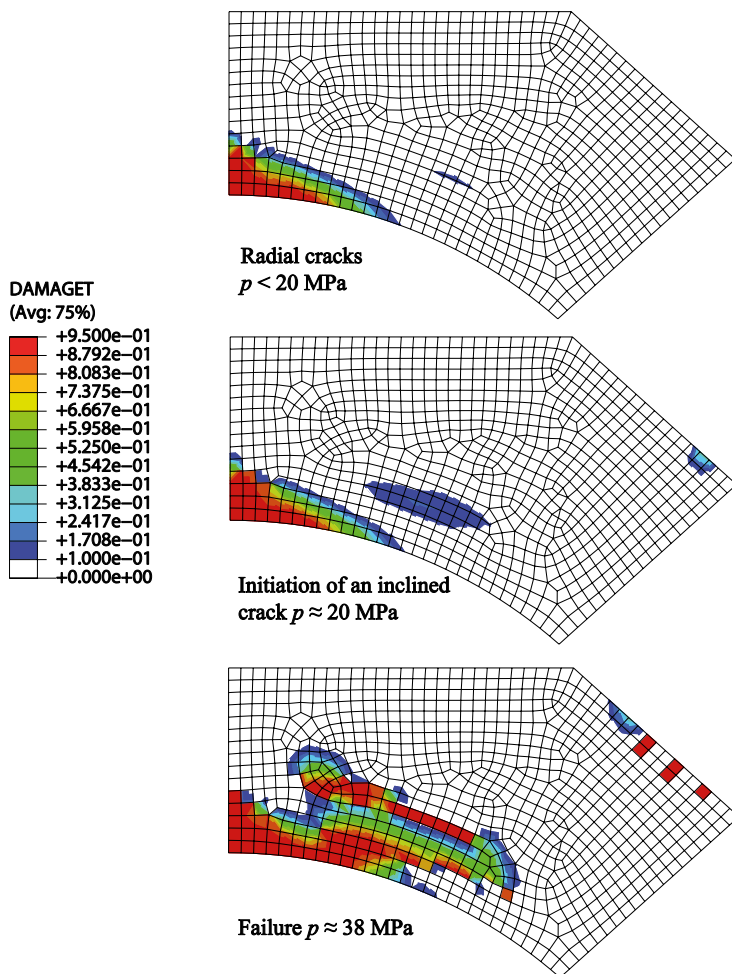 Radial cracks
p < 20 MPa
DAMAGET
(Avg: 75%)
+9.500e−01
+8.792e−01
+8.083e−01
+7.375e−01
+6.667e−01
+5.958e−01
+5.250e−01
+4.542e−01
+3.833e−01
+3.125e−01
+2.417e−01
+1.708e−01
+1.000e−01
+0.000e+00
Initiation of an inclined
crack p ≈ 20 MPa
Failure p ≈ 38 MPa